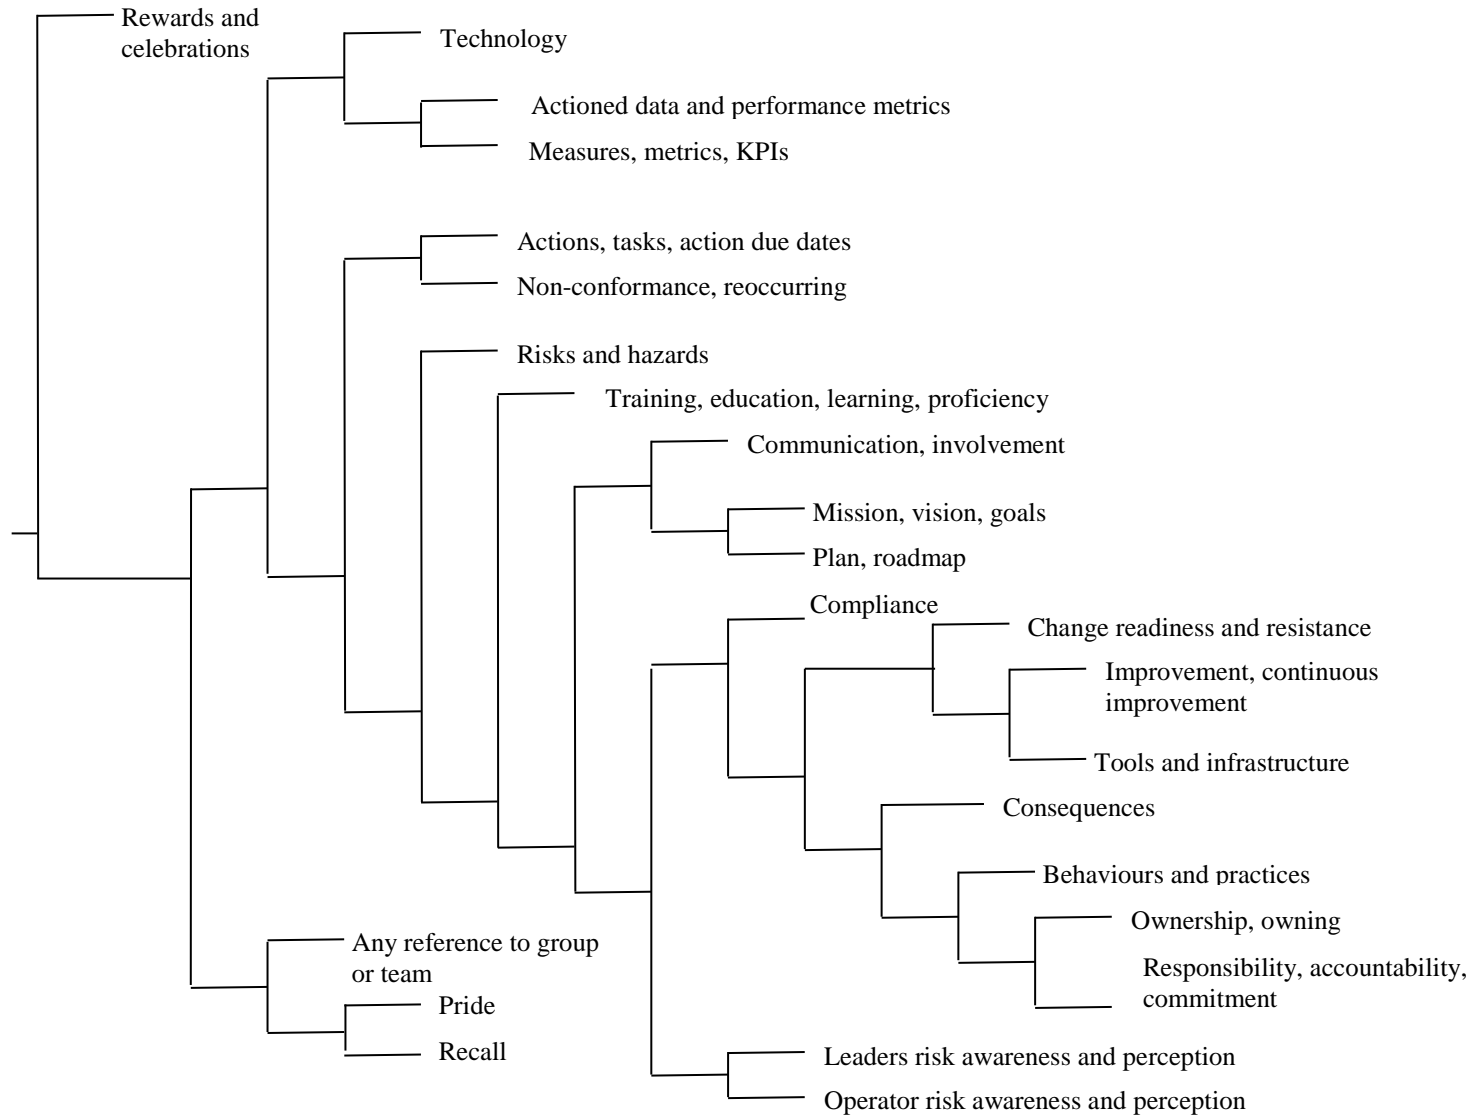 Rewards and
celebrations
Technology
Actioned data and performance metrics
Measures, metrics, KPIs
Actions, tasks, action due dates
Non-conformance, reoccurring
Risks and hazards
Training, education, learning, proficiency
Communication, involvement
Mission, vision, goals
Plan, roadmap
Compliance
Change readiness and resistance
Improvement, continuous
improvement
Tools and infrastructure
Consequences
Behaviours and practices
Ownership, owning
Responsibility, accountability,
commitment
Any reference to group
or team
Pride
Recall
Leaders risk awareness and perception
Operator risk awareness and perception